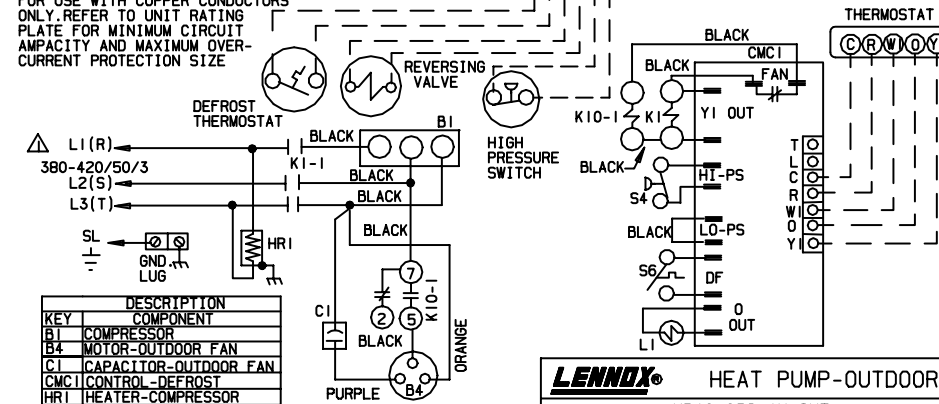 FOR USE WITH COPPER CONDUCTORS
ONLY.REFER TO UNIT RATING
PLATE FOR MINIMUM CIRCUIT
AMPACITY AND MAXIMUM OVER-
CURRENT PROTECTION SIZE
DEFROST
THERMOSTAT
REVERSING
VALVE
HIGH
PRESSURE
SWITCH
THERMOSTAT
C R W1 O Y
BLACK
CMC1
BLACK
FAN
K10-1
K1
Y1 OUT
BLACK
HI-PS
S4
BLACK
LO-PS
S6
DF
O
OUT
L1
T
L
C
R
W1
O
Y1
B1
L1(R)
BLACK
K1-1
380-420/50/3
L2(S)
BLACK
L3(T)
BLACK
SL
GND.
LUG
HR1
BLACK
7
K10-1
C1
2
5
BLACK
ORANGE
PURPLE
B4
DESCRIPTION
KEY COMPONENT
B1 COMPRESSOR
B4 MOTOR-OUTDOOR FAN
C1 CAPACITOR-OUTDOOR FAN
CMC1 CONTROL-DEFROST
HR1 HEATER-COMPRESSOR
LENNOX® HEAT PUMP-OUTDOOR